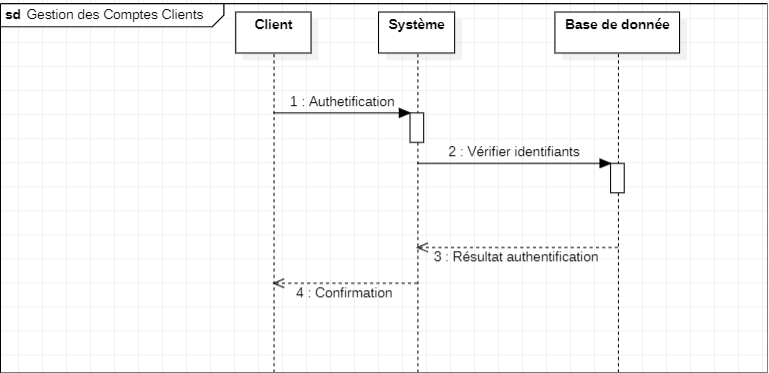 sd Gestion des Comptes Clients
Client
Système
Base de donnée
1 : Authetification
2 : Vérifier identifiants
3 : Résultat authentification
4 : Confirmation